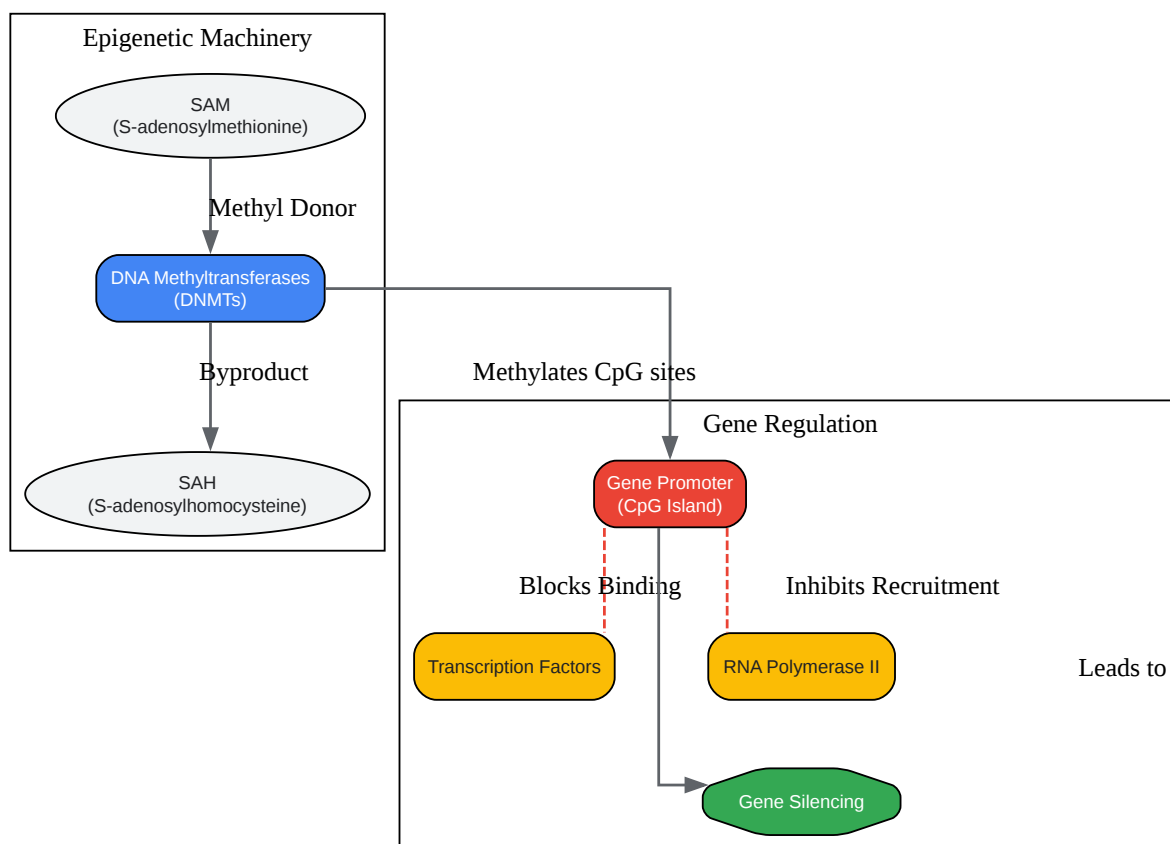 Epigenetic Machinery
SAM
(S-adenosylmethionine)
Methyl Donor
DNA Methyltransferases
(DNMTs)
Byproduct
Methylates CpG sites
SAH
(S-adenosylhomocysteine)
Gene Regulation
Gene Promoter
(CpG Island)
Blocks Binding
Inhibits Recruitment
Transcription Factors
RNA Polymerase II
Leads to
Gene Silencing